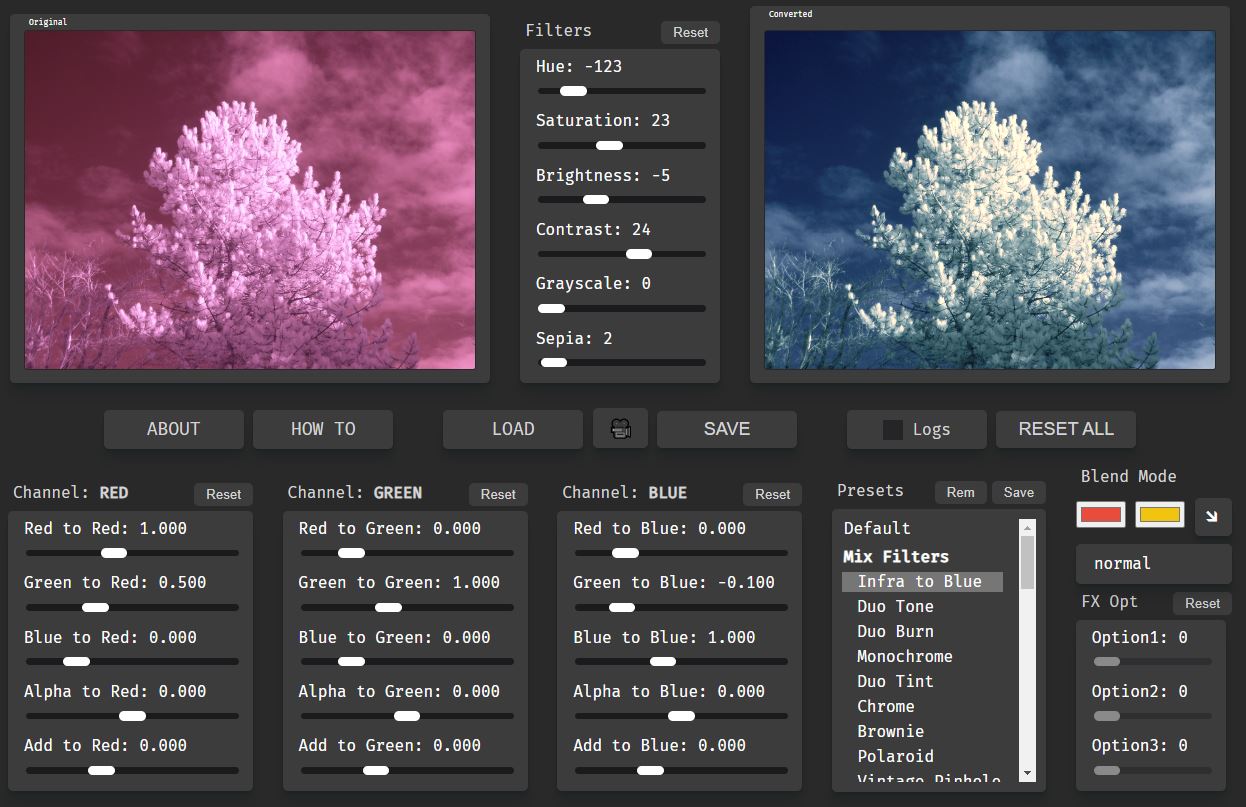 Original
Filters
Reset
Converted
Hue: -123
Saturation: 23
Brightness: -5
Contrast: 24
Grayscale: 0
Sepia: 2
ABOUT
HOW TO
LOAD
SAVE
Logs
RESET ALL
Channel: RED
Reset
Red to Red: 1.000
Green to Red: 0.500
Blue to Red: 0.000
Alpha to Red: 0.000
Add to Red: 0.000
Channel: GREEN
Reset
Red to Green: 0.000
Green to Green: 1.000
Blue to Green: 0.000
Alpha to Green: 0.000
Add to Green: 0.000
Channel: BLUE
Reset
Red to Blue: 0.000
Green to Blue: -0.100
Blue to Blue: 1.000
Alpha to Blue: 0.000
Add to Blue: 0.000
Presets
Rem
Save
Default
Mix Filters
Infra to Blue
Duo Tone
Duo Burn
Monochrome
Duo Tint
Chrome
Brownie
Polaroid
Vintage Pinhole
Blend Mode
normal
FX Opt
Reset
Option1: 0
Option2: 0
Option3: 0